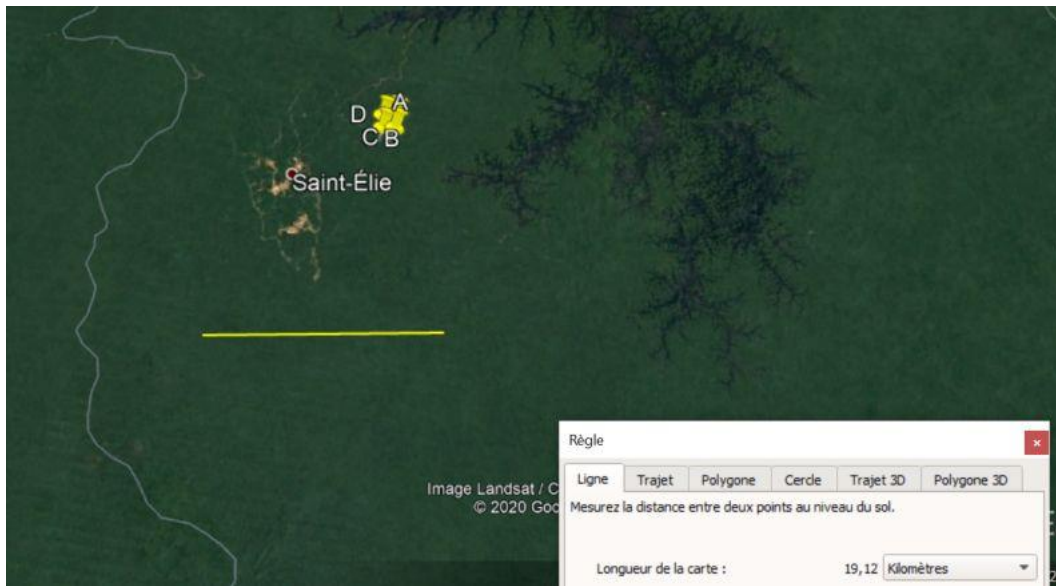 A
D
C B
Saint-Élie
Règle
x
Ligne Trajet Polygone Cercle Trajet 3D Polygone 3D
Image Landsat / C
Mesurez la distance entre deux points au niveau du sol.
© 2020 Goo
Longueur de la carte : 19,12 Kilomètres